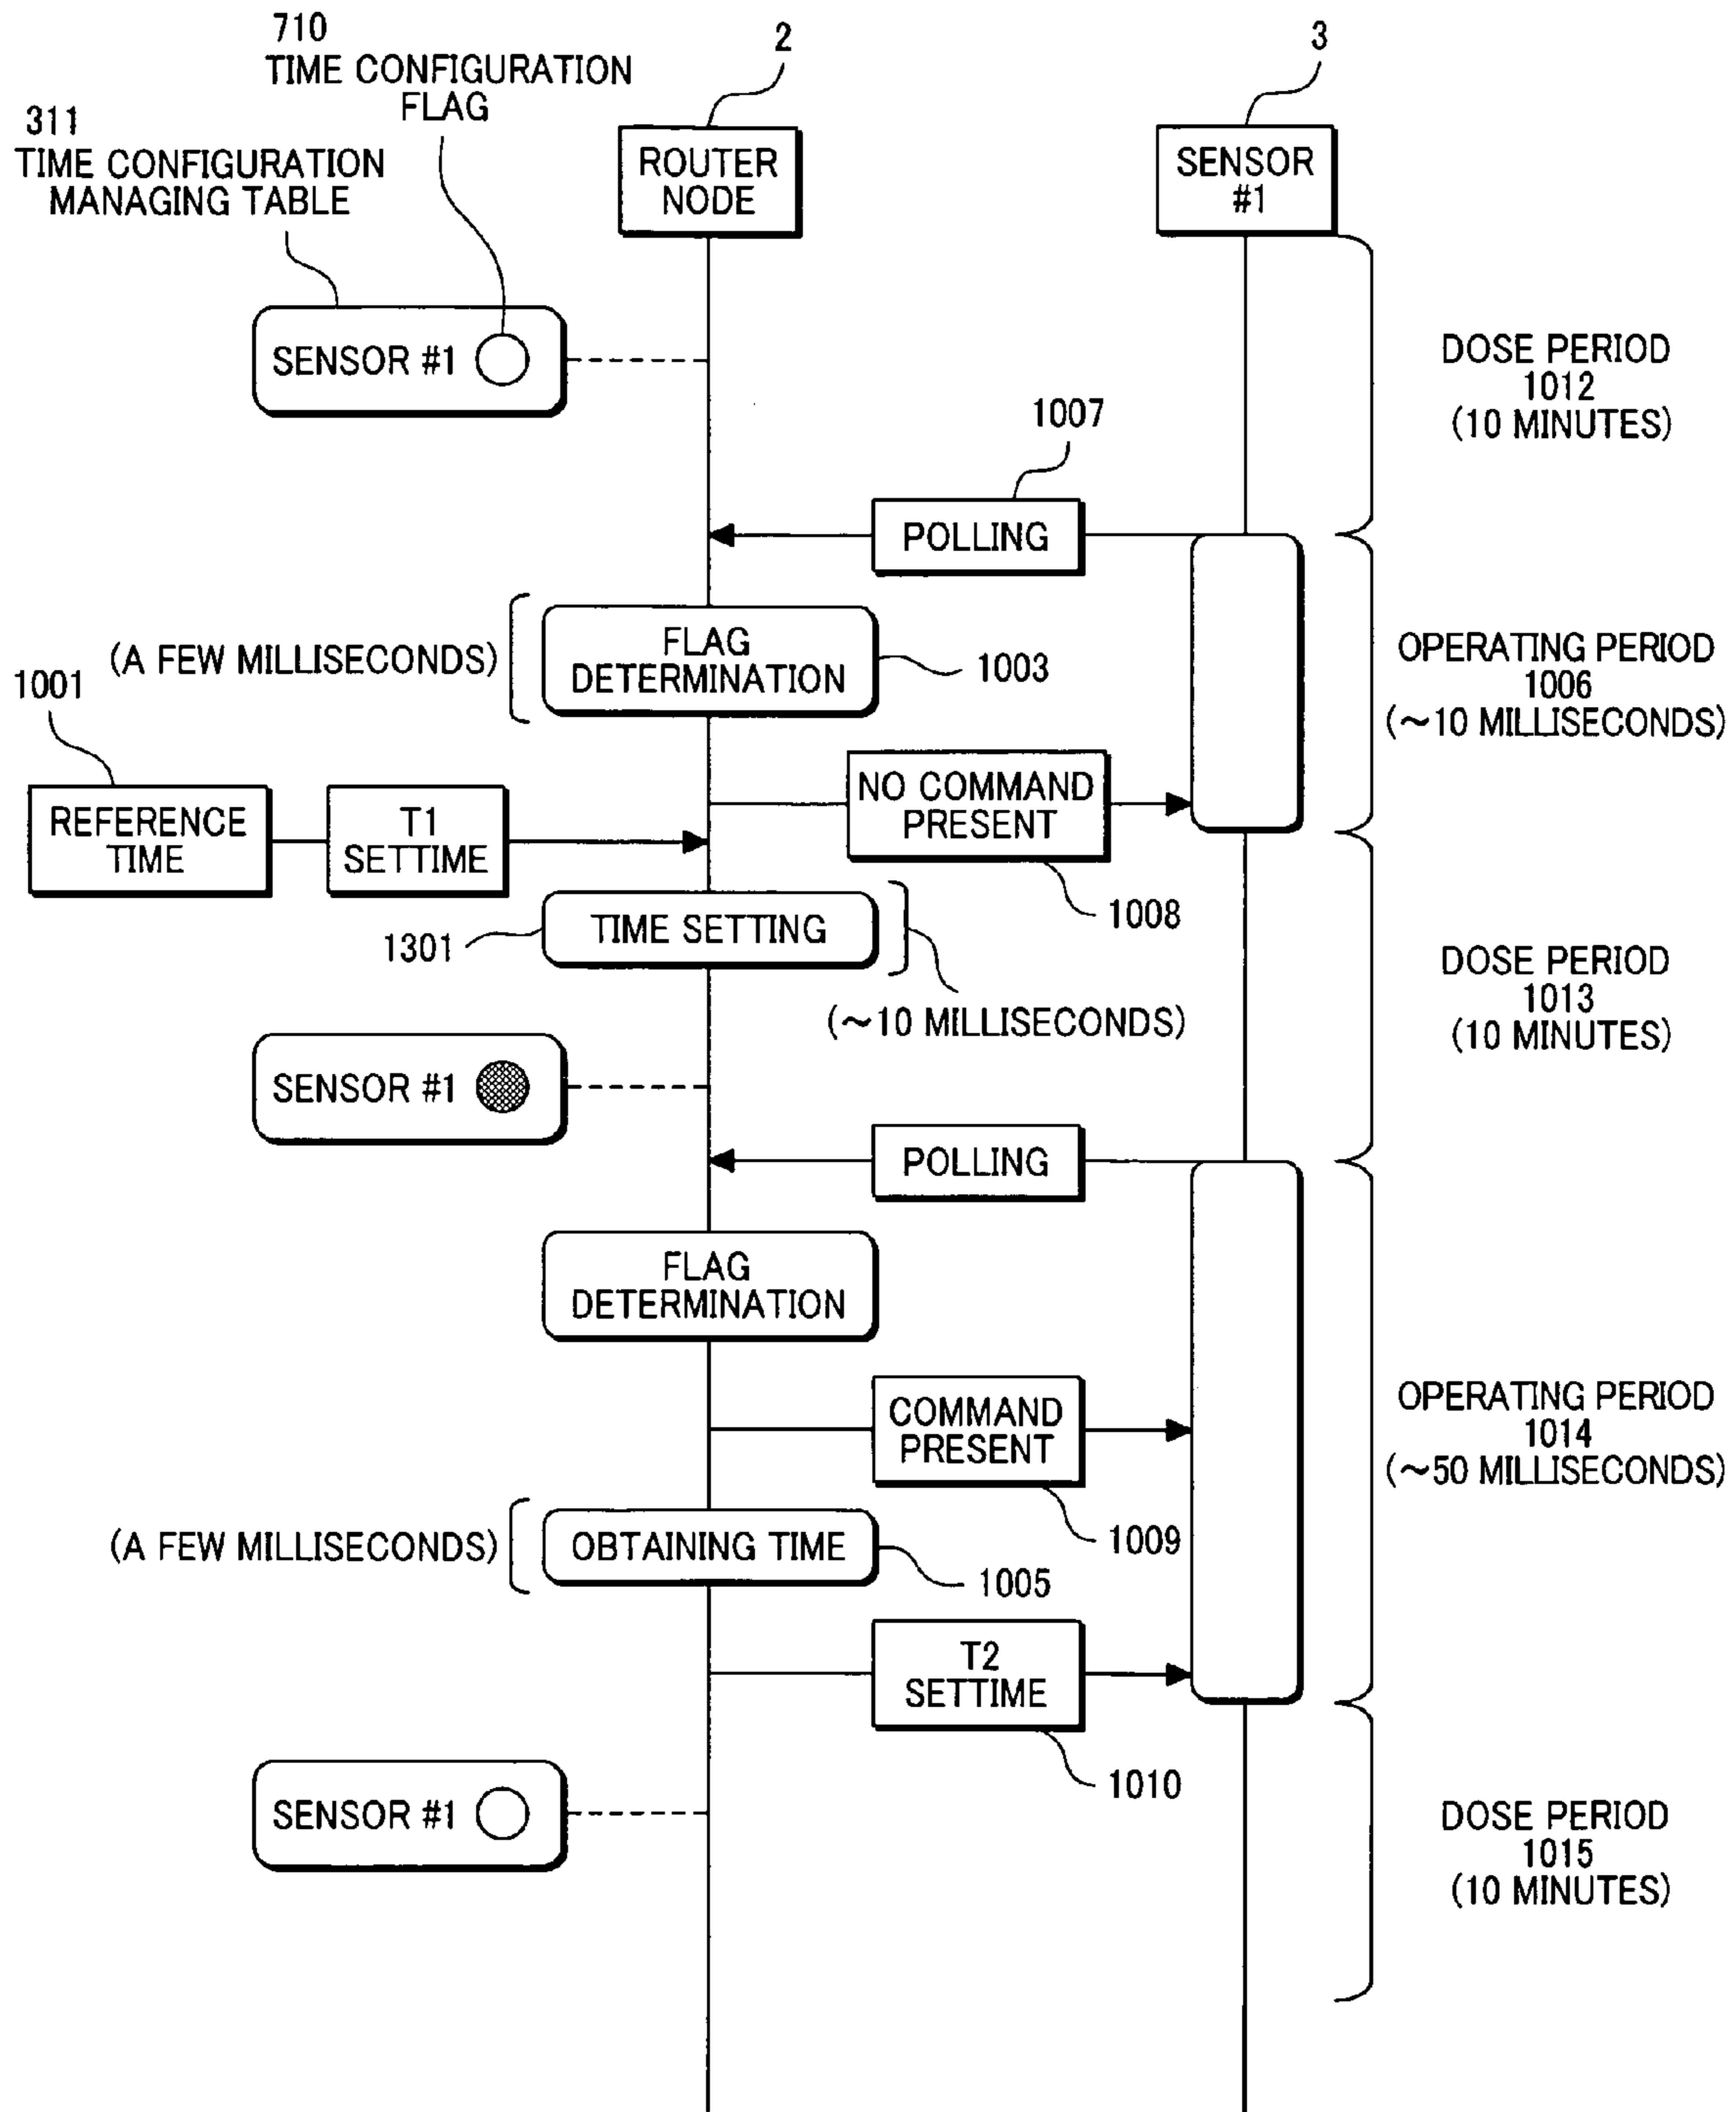 710
TIME CONFIGURATION
FLAG
2
3
311
TIME CONFIGURATION
MANAGING TABLE
ROUTER
NODE
SENSOR
#1
SENSOR #1
DOSE PERIOD
1012
(10 MINUTES)
1007
POLLING
(A FEW MILLISECONDS)
FLAG
DETERMINATION
1003
OPERATING PERIOD
1006
(~10 MILLISECONDS)
1001
REFERENCE
TIME
T1
SETTIME
NO COMMAND
PRESENT
1008
1301
TIME SETTING
(~10 MILLISECONDS)
DOSE PERIOD
1013
(10 MINUTES)
SENSOR #1
POLLING
FLAG
DETERMINATION
COMMAND
PRESENT
1009
OPERATING PERIOD
1014
(~50 MILLISECONDS)
(A FEW MILLISECONDS)
OBTAINING TIME
1005
T2
SETTIME
1010
SENSOR #1
DOSE PERIOD
1015
(10 MINUTES)